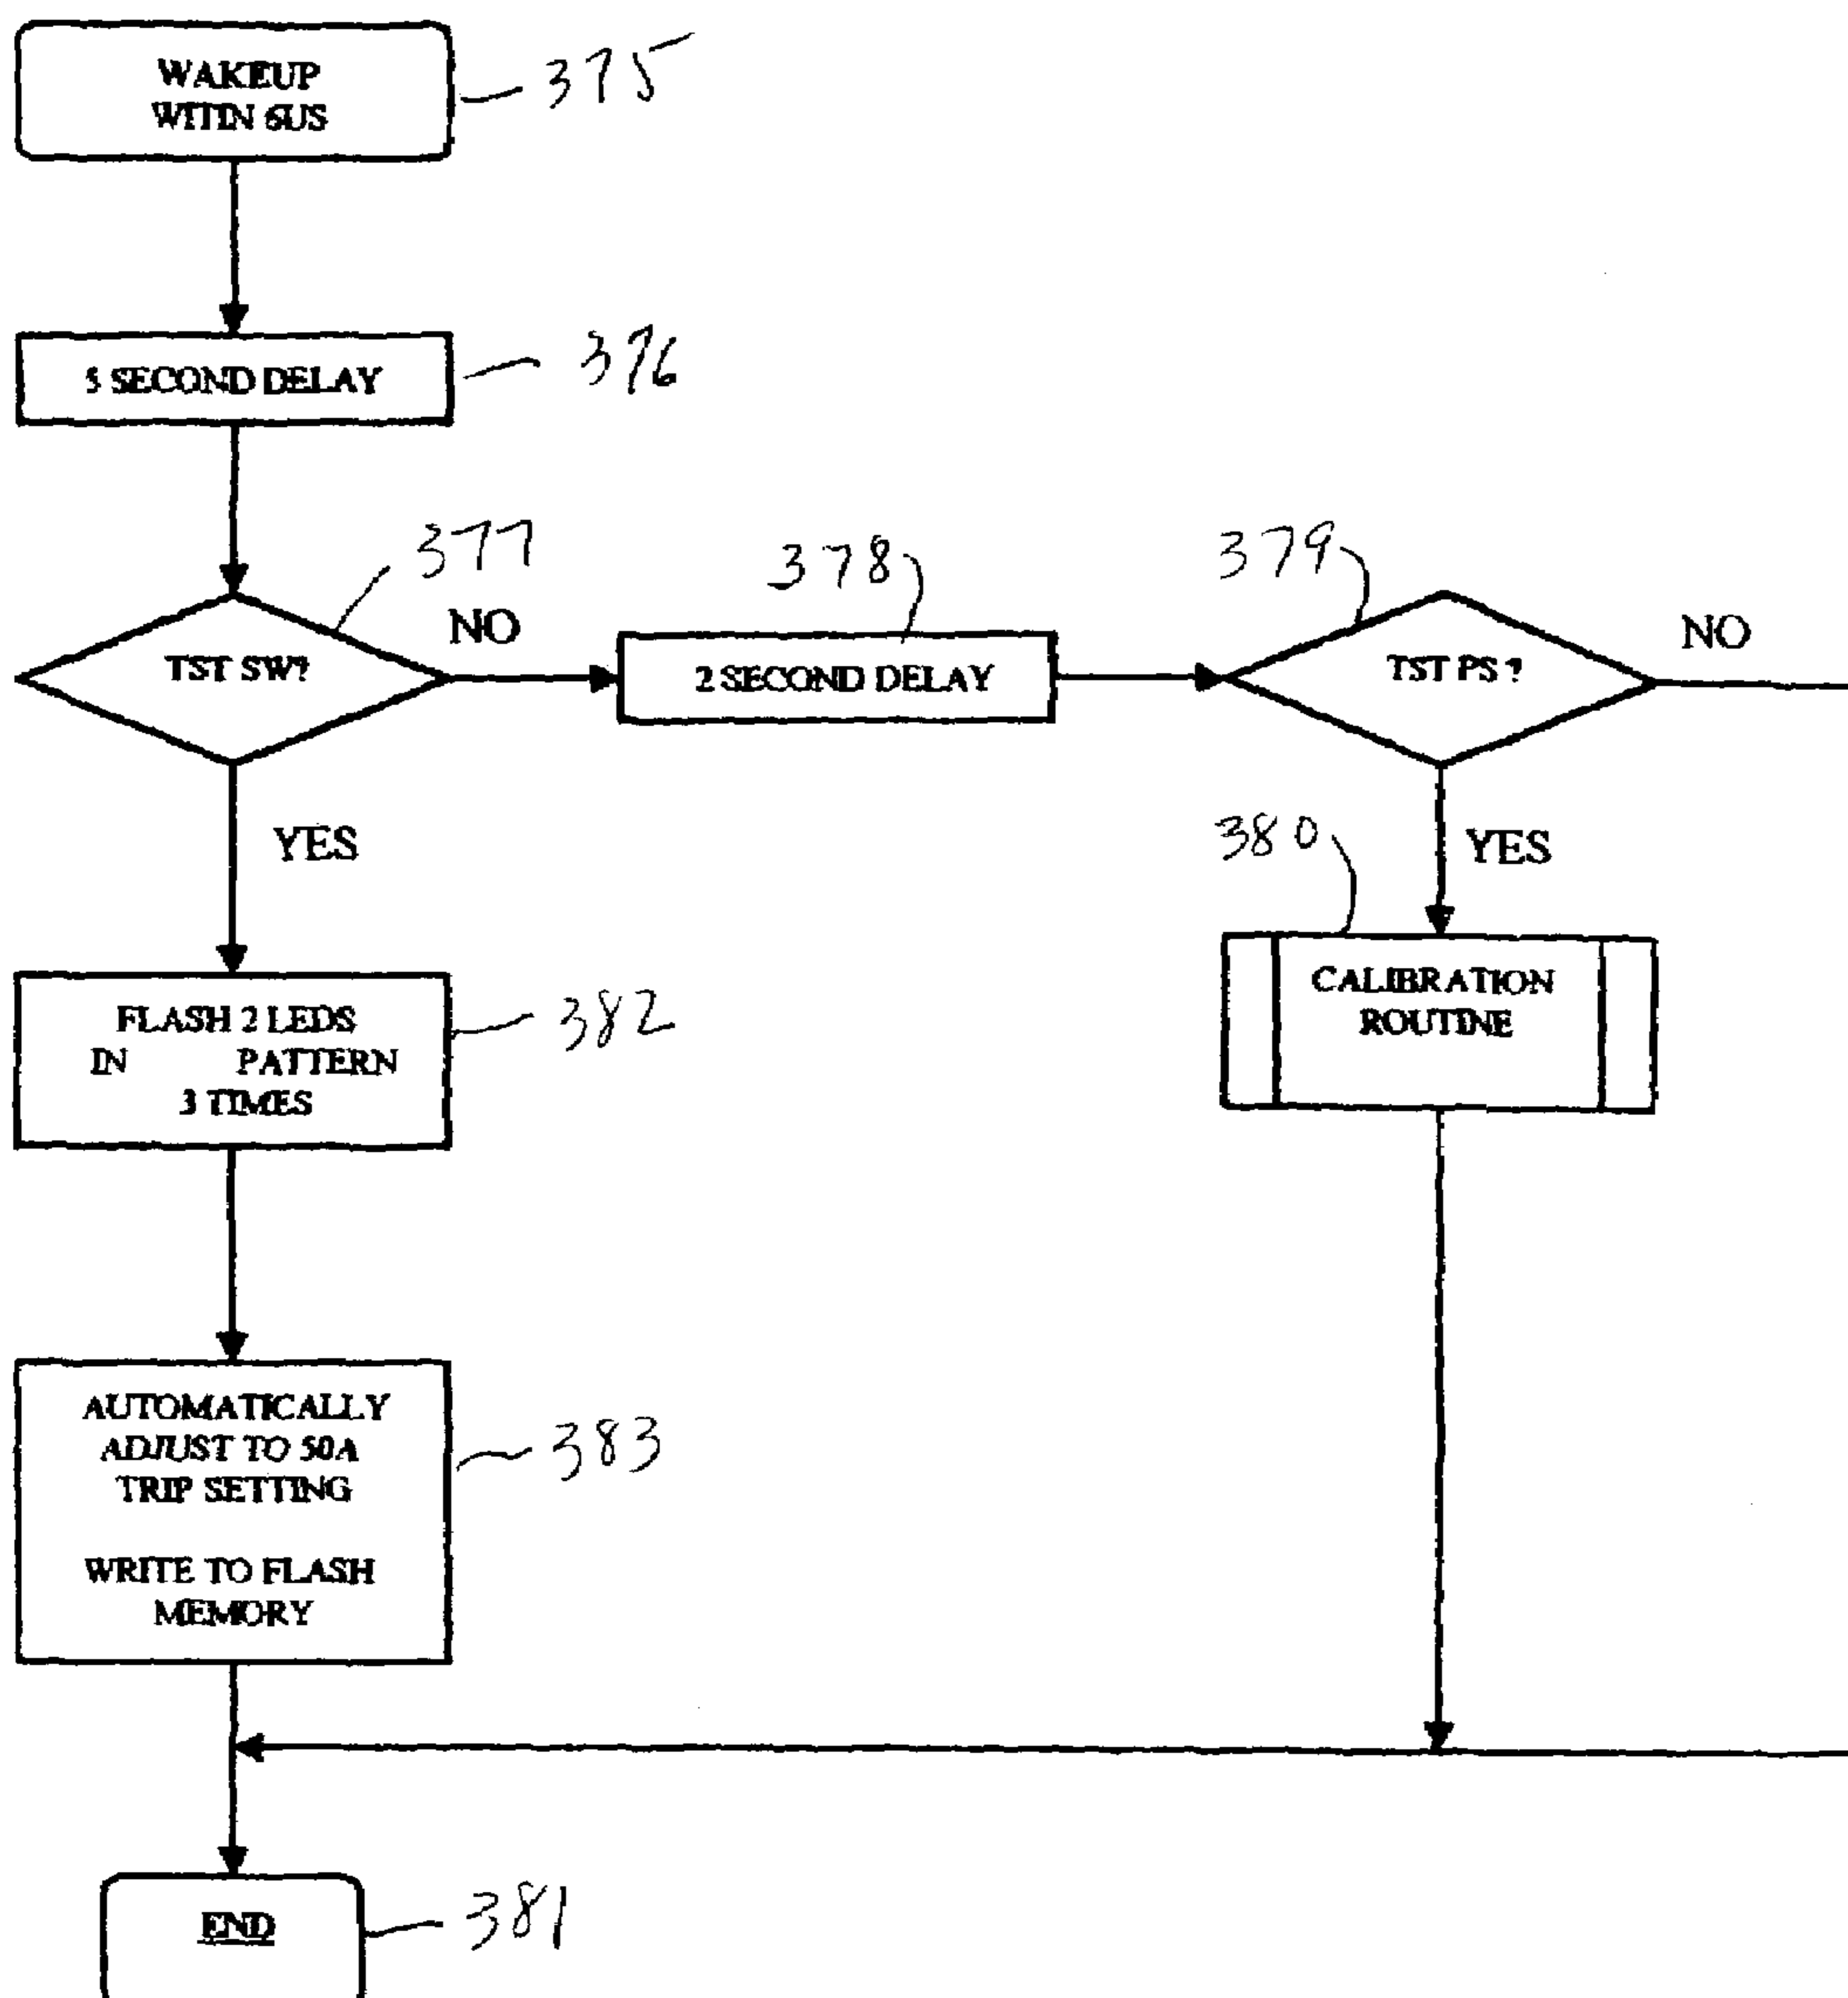 WAKEUP
WITIN 6US
375
5 SECOND DELAY
376
377
TST SW?
NO
378
2 SECOND DELAY
379
TST PS ?
NO
YES
380
YES
FLASH 2 LEDS
IN PATTERN
3 TIMES
382
CALIBRATION
ROUTINE
AUTOMATICALLY
ADJUST TO 50A
TRIP SETTING
WRITE TO FLASH
MEMORY
383
END
381